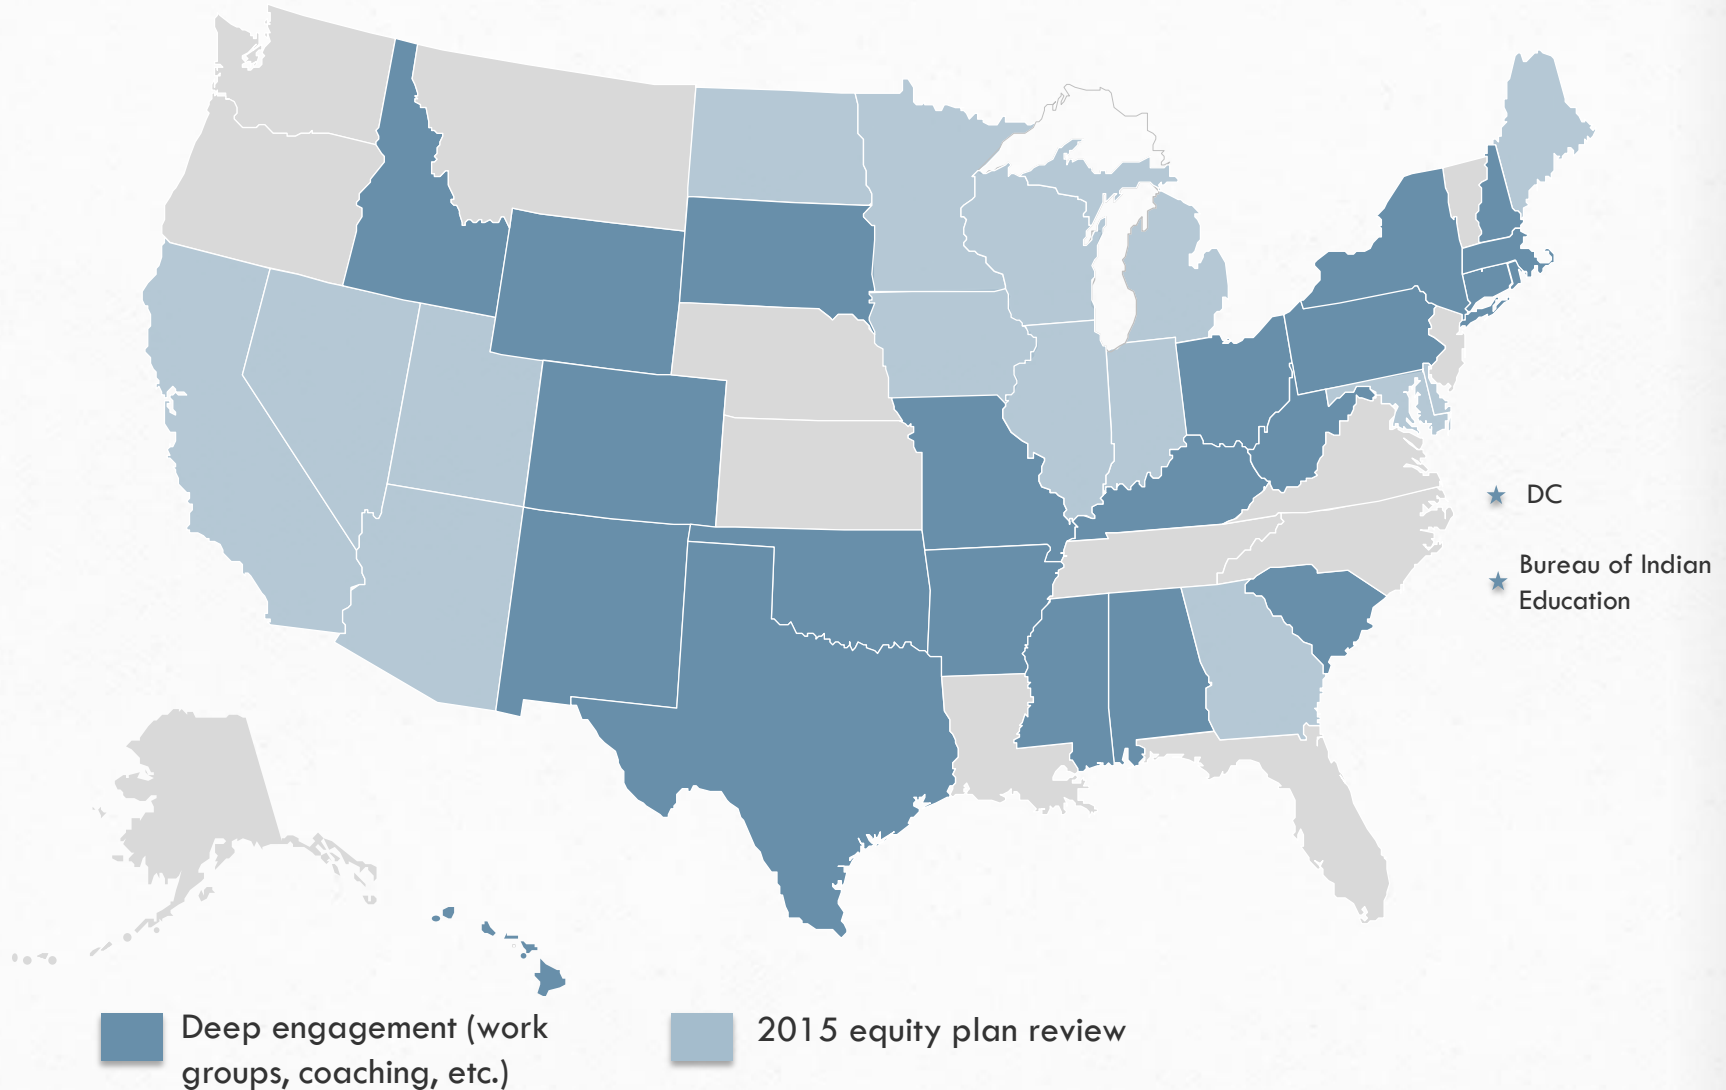 DC
Bureau of Indian
Education
Deep engagement (work
groups, coaching, etc.)
2015 equity plan review